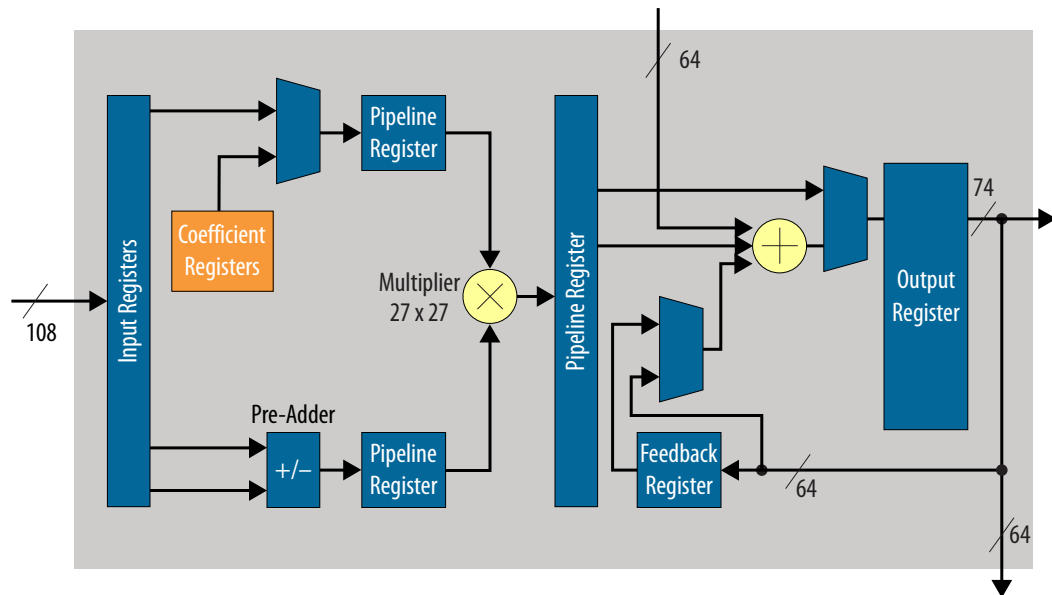 64
Pipeline
Register
Coefficient
Registers
Input Registers
108
Multiplier
27 x 27
×
Pipeline Register
+
74
Output
Register
Pre-Adder
+/−
Pipeline
Register
Feedback
Register
64
64